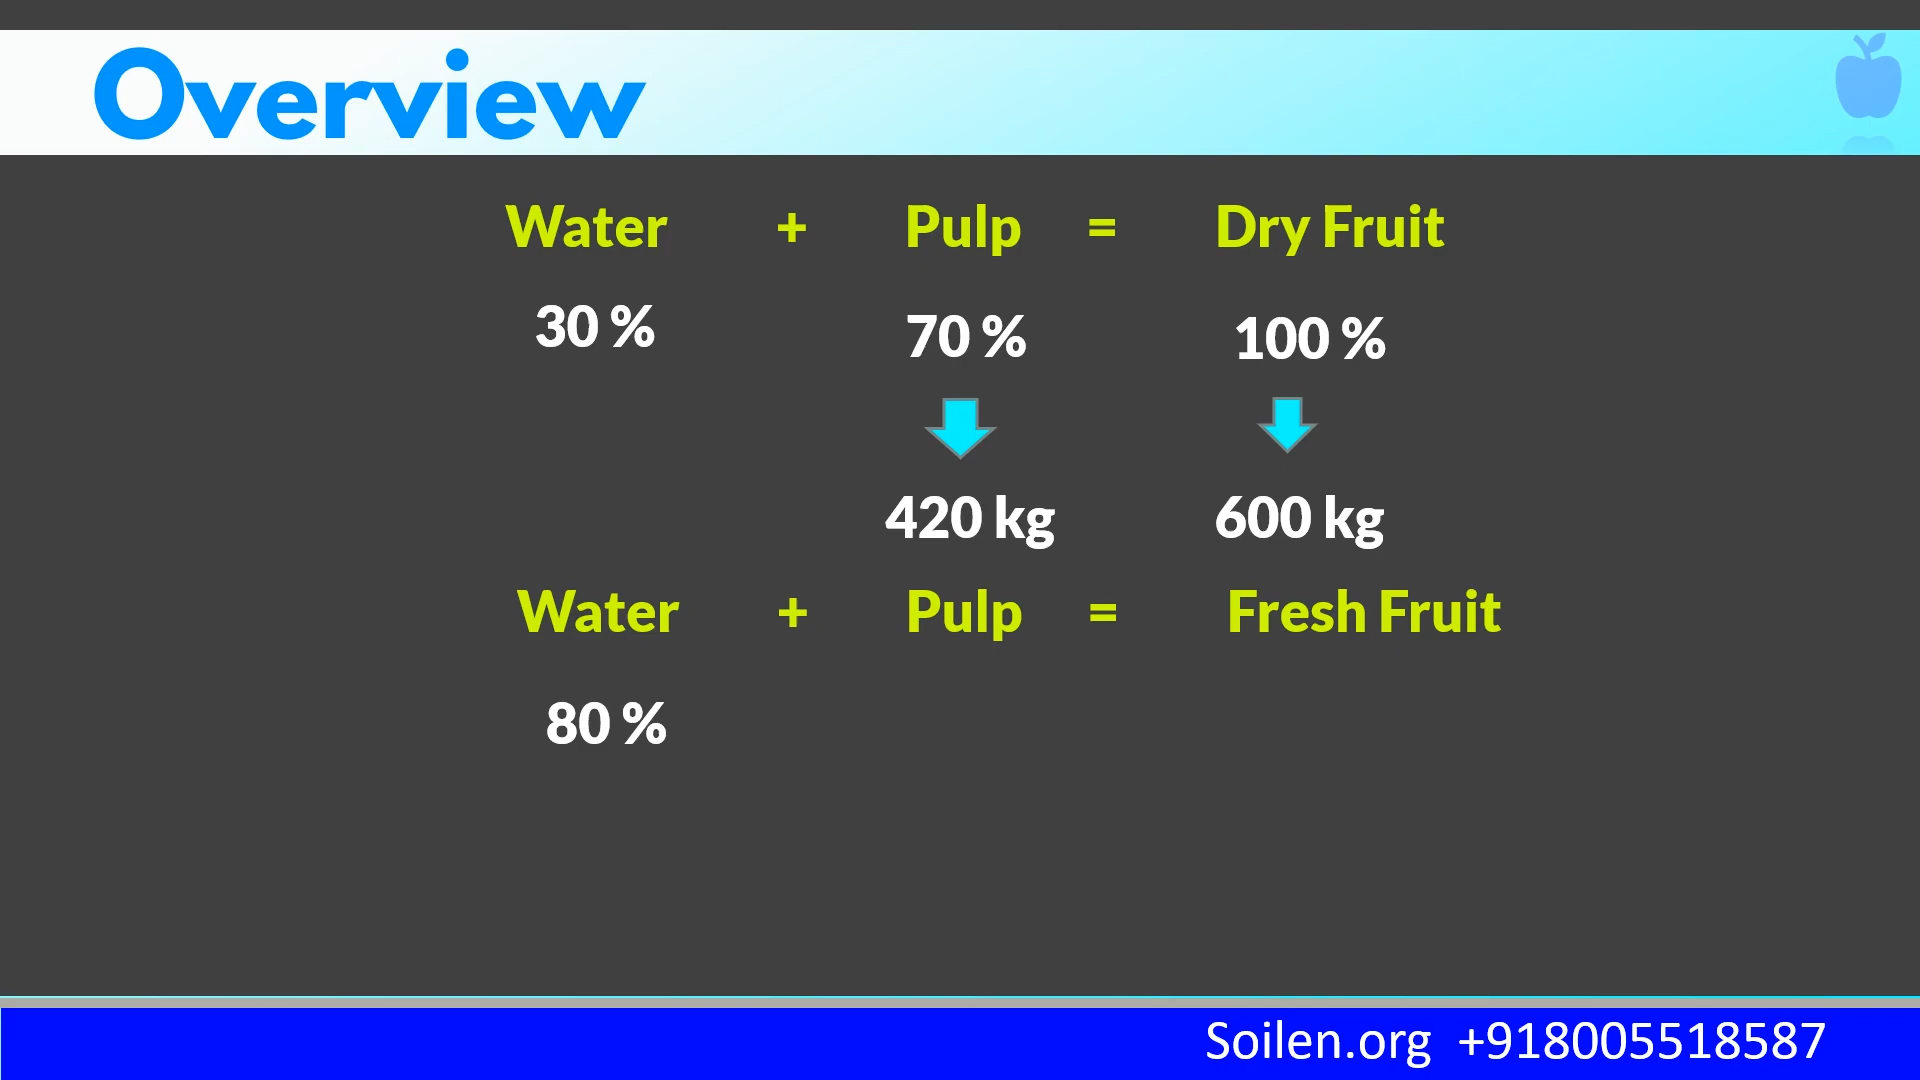 Overview
Water + Pulp = Dry Fruit
30 % 70 % 100 %
420 kg 600 kg
Water + Pulp = Fresh Fruit
80 %
Soilen.org +918005518587